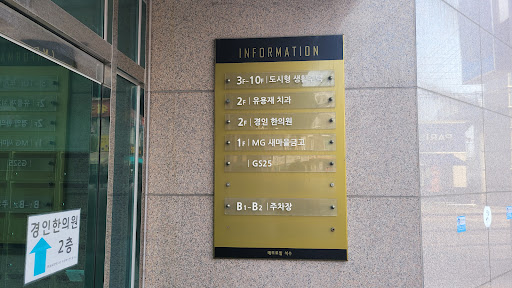 INFORMATION
3F-10F | 도시형 생활
2F | 유용재 치과
2F | 경인 한의원
1F | MG 새마을금고
| GS25
B1-B2 | 주차장
경인한의원
2층